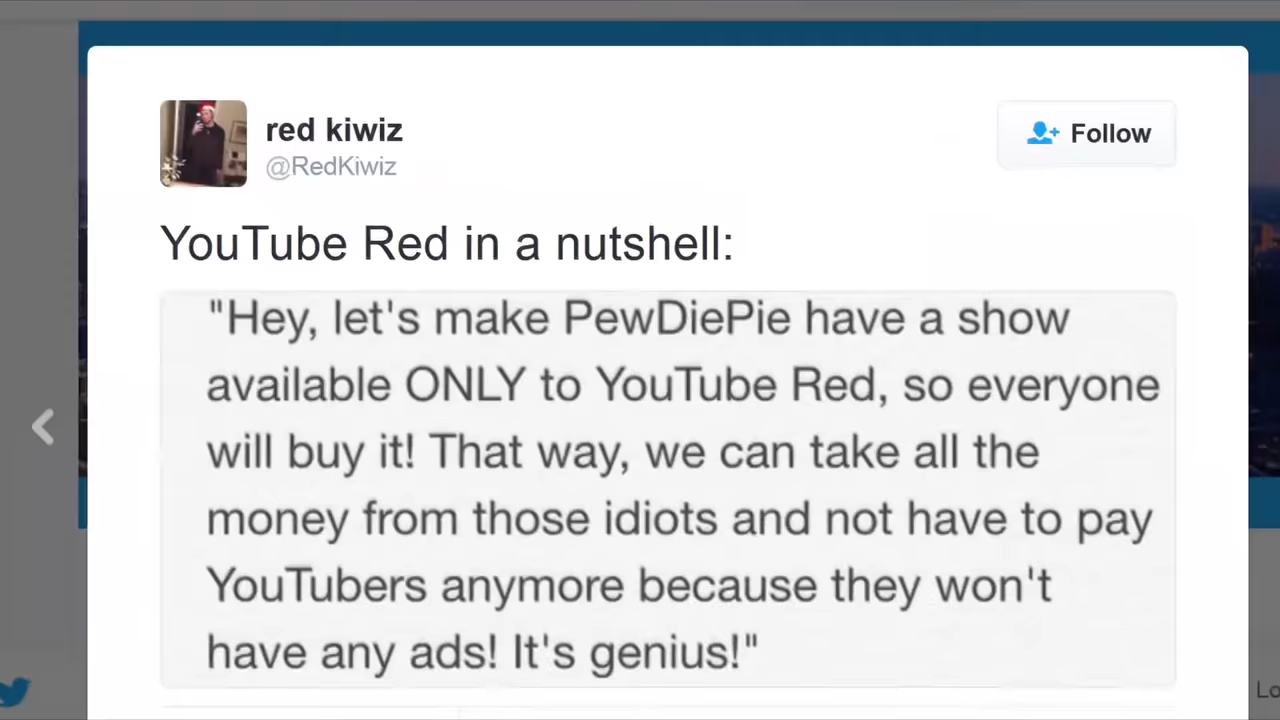 red kiwiz
@RedKiwiz
Follow
YouTube Red in a nutshell:
"Hey, let's make PewDiePie have a show
available ONLY to YouTube Red, so everyone
will buy it! That way, we can take all the
money from those idiots and not have to pay
YouTubers anymore because they won't
have any ads! It's genius!"